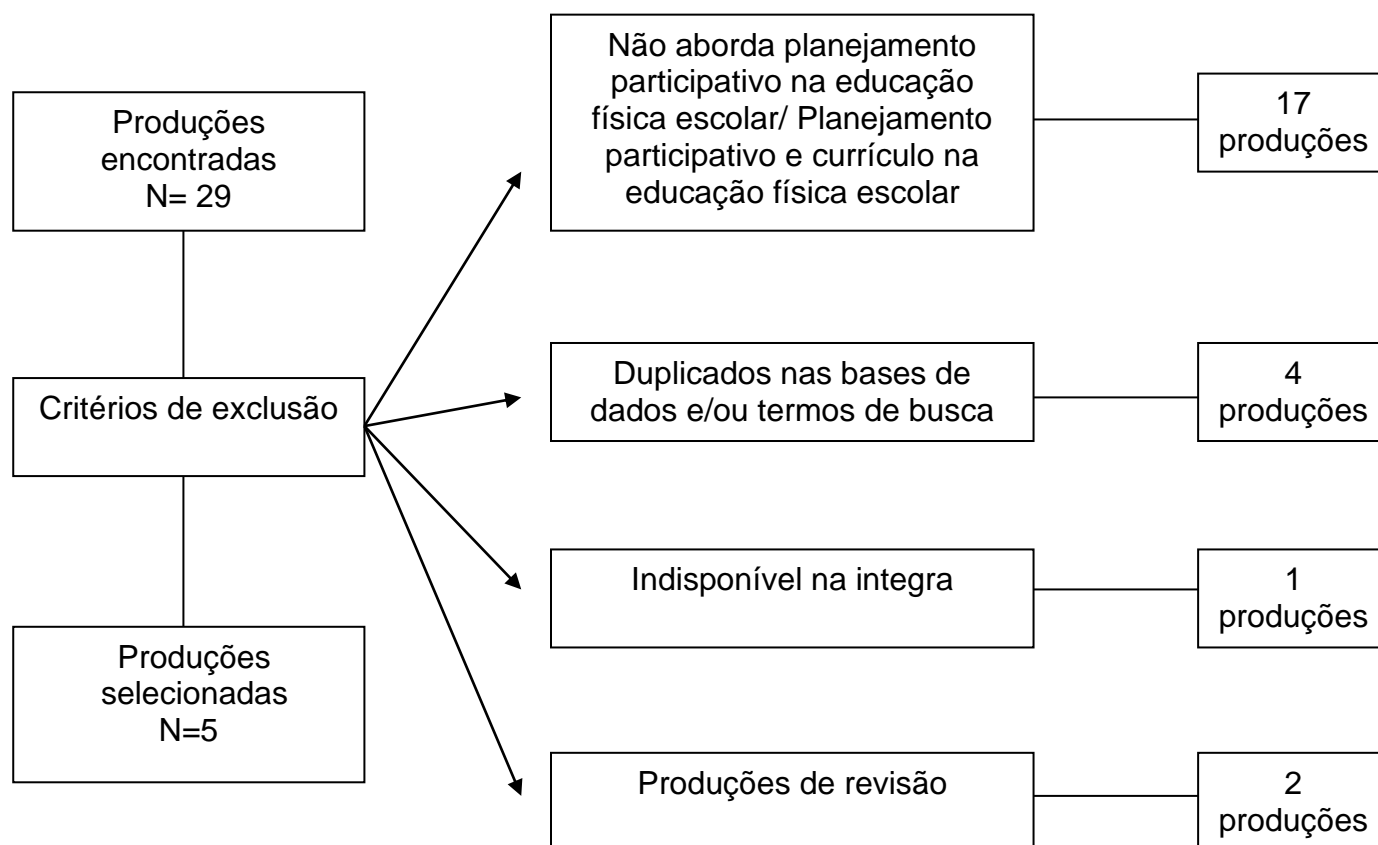 Produções
encontradas
N= 29
Critérios de exclusão
Produções
selecionadas
N=5
Não aborda planejamento
participativo na educação
física escolar/ Planejamento
participativo e currículo na
educação física escolar
17
produções
Duplicados nas bases de
dados e/ou termos de busca
4
produções
Indisponível na integra
1
produções
Produções de revisão
2
produções